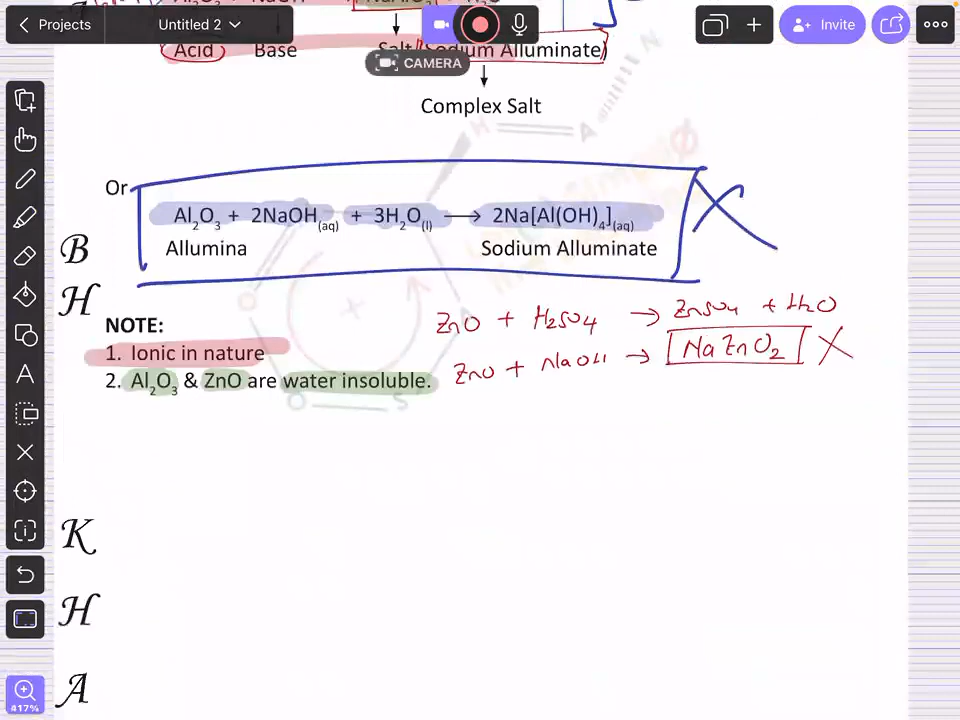 Projects Untitled 2 Invite
Acid Base Salt (Sodium Alluminate)
CAMERA
Complex Salt
Or
Al2O3 + 2NaOH(aq) + 3H2O(l) → 2Na[Al(OH)4](aq)
Allumina Sodium Alluminate
B
H
NOTE:
ZnO + H2SO4 → ZnSO4 + H2O
1. Ionic in nature
ZnO + NaOH → NaZnO2
2. Al2O3 & ZnO are water insoluble.
K
H
A
417%